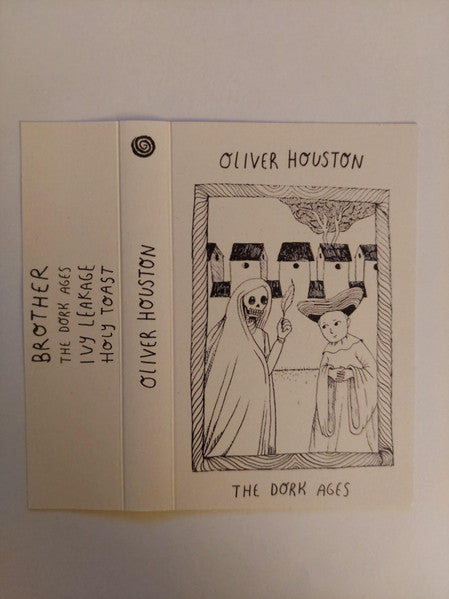 BROTHER
THE DORK AGES
IVY LEAKAGE
HOLY TOAST
OLIVER HOUSTON
OLIVER HOUSTON
THE DORK AGES